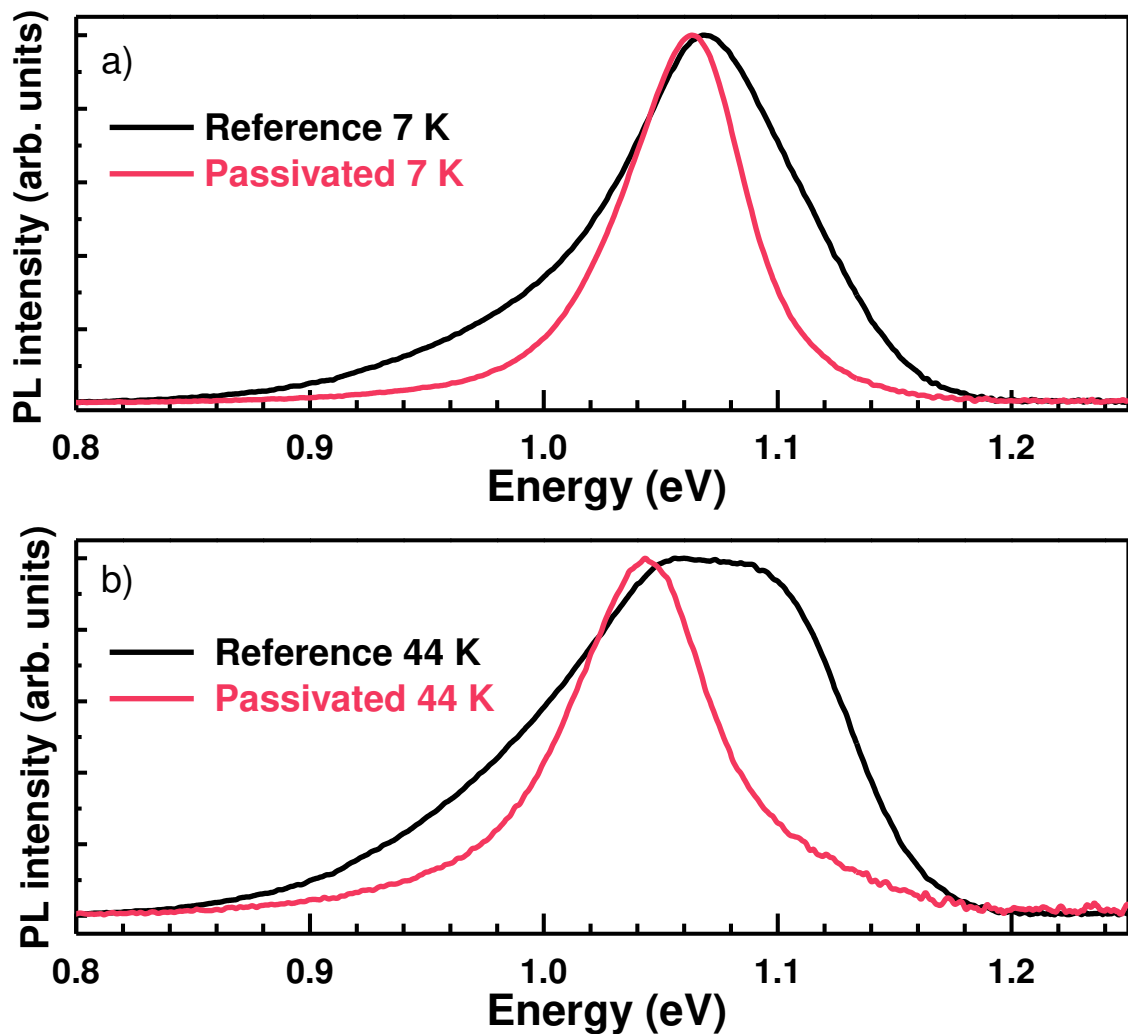 PL intensity (arb. units)
a)
Reference 7 K
Passivated 7 K
0.8 0.9 1.0 1.1 1.2
Energy (eV)
PL intensity (arb. units)
b)
Reference 44 K
Passivated 44 K
0.8 0.9 1.0 1.1 1.2
Energy (eV)